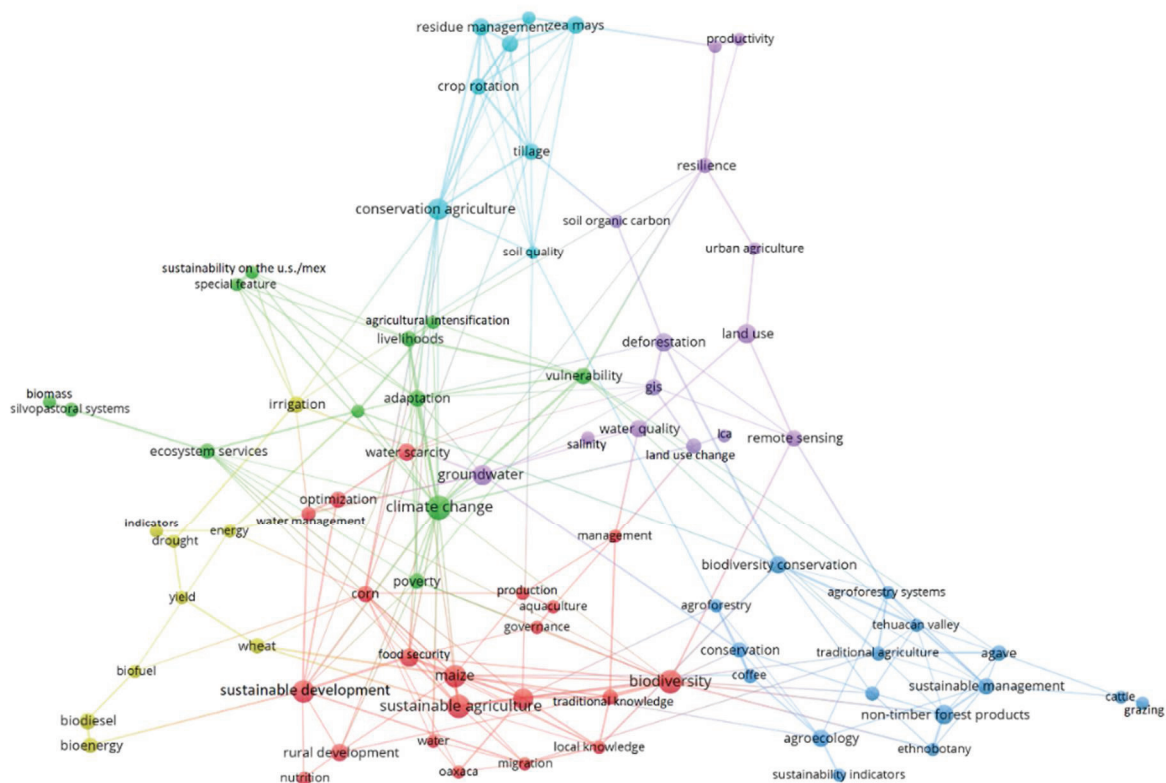 residue management
zea mays
productivity
crop rotation
tillage
resilience
conservation agriculture
soil organic carbon
soil quality
urban agriculture
sustainability on the u.s./mex
special feature
agricultural intensification
livelihoods
deforestation
land use
vulnerability
gis
biomass
silvopastoral systems
irrigation
adaptation
water quality
lca
salinity
remote sensing
ecosystem services
water scarcity
land use change
groundwater
optimization
climate change
water management
indicators
energy
drought
management
biodiversity conservation
poverty
yield
corn
production
aquaculture
agroforestry
agroforestry systems
governance
tehuacan valley
wheat
food security
conservation
traditional agriculture
agave
biofuel
maize
biodiversity
coffee
sustainable development
sustainable management
sustainable agriculture
traditional knowledge
cattle
grazing
biodiesel
non-timber forest products
bioenergy
rural development
water
local knowledge
agroecology
ethnobotany
nutrition
oaxaca
migration
sustainability indicators